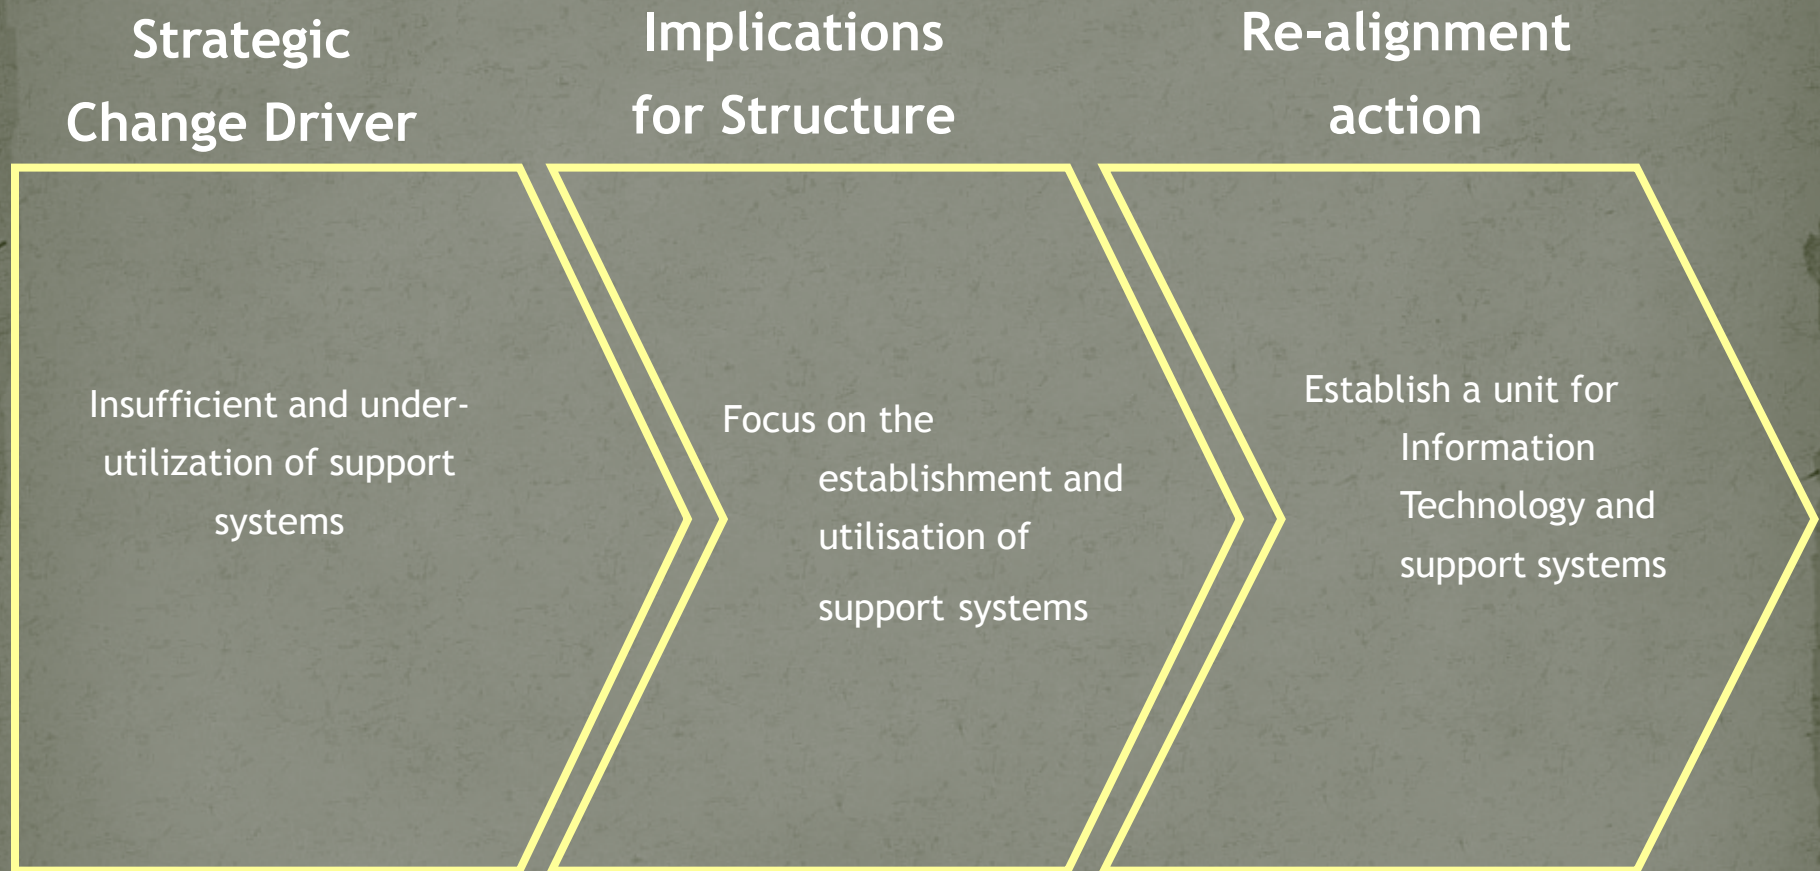 Strategic
Change Driver
Implications
for Structure
Re-alignment
action
Insufficient and under-
utilization of support
systems
Focus on the
establishment and
utilisation of
support systems
Establish a unit for
Information
Technology and
support systems